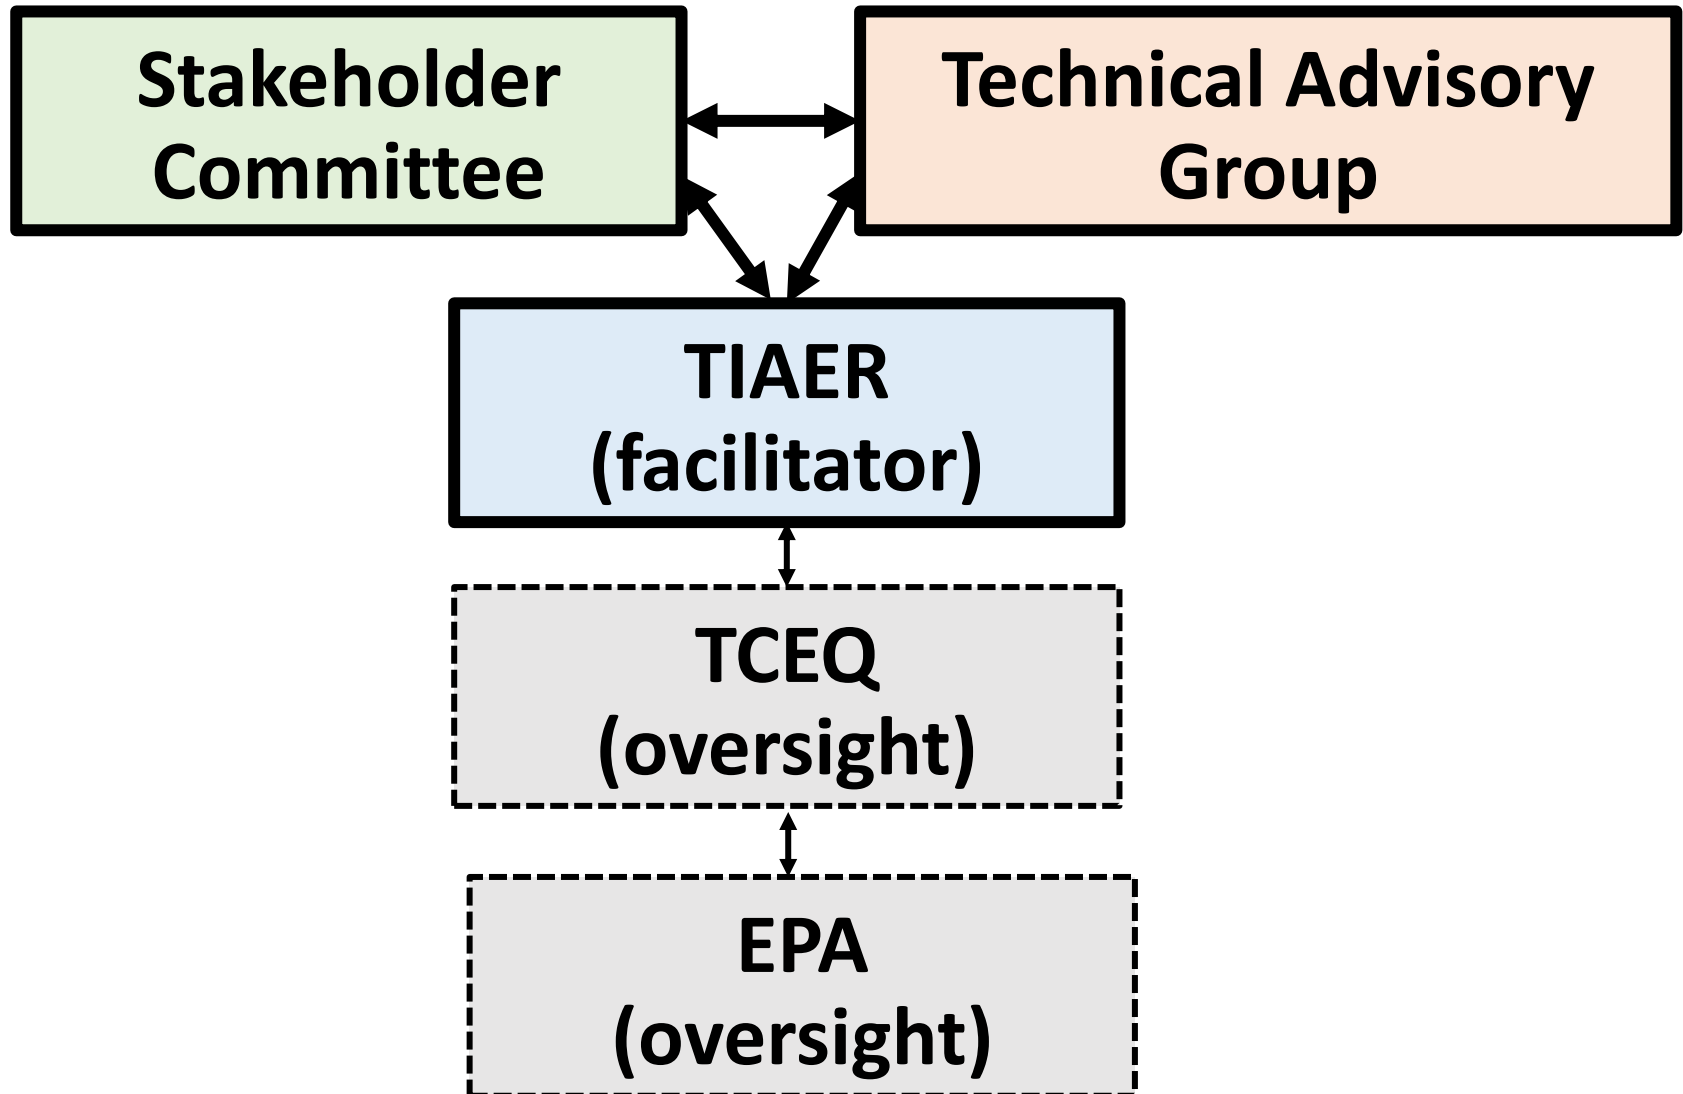 Stakeholder
Committee
Technical Advisory
Group
TIAER
(facilitator)
TCEQ
(oversight)
EPA
(oversight)